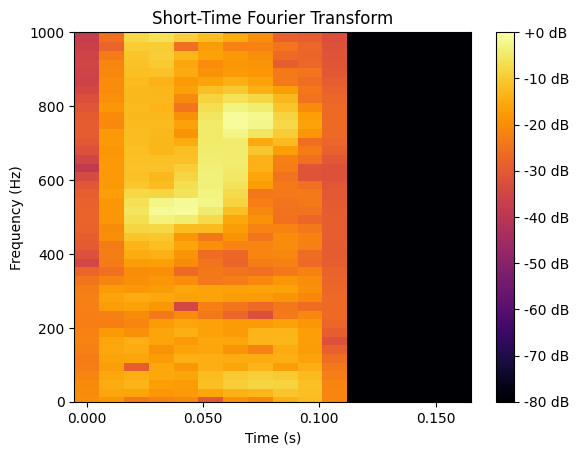 Short-Time Fourier Transform
Frequency (Hz)
1000
800
600
400
200
0
0.000
0.050
0.100
0.150
Time (s)
+0 dB
-10 dB
-20 dB
-30 dB
-40 dB
-50 dB
-60 dB
-70 dB
-80 dB